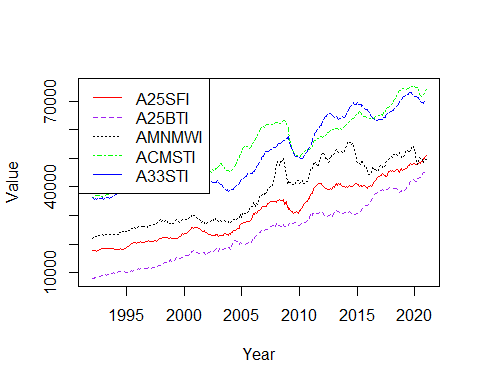 A25SFI
A25BTI
AMNMWI
ACMSTI
A33STI
Value
10000
40000
70000
1995
2000
2005
2010
2015
2020
Year